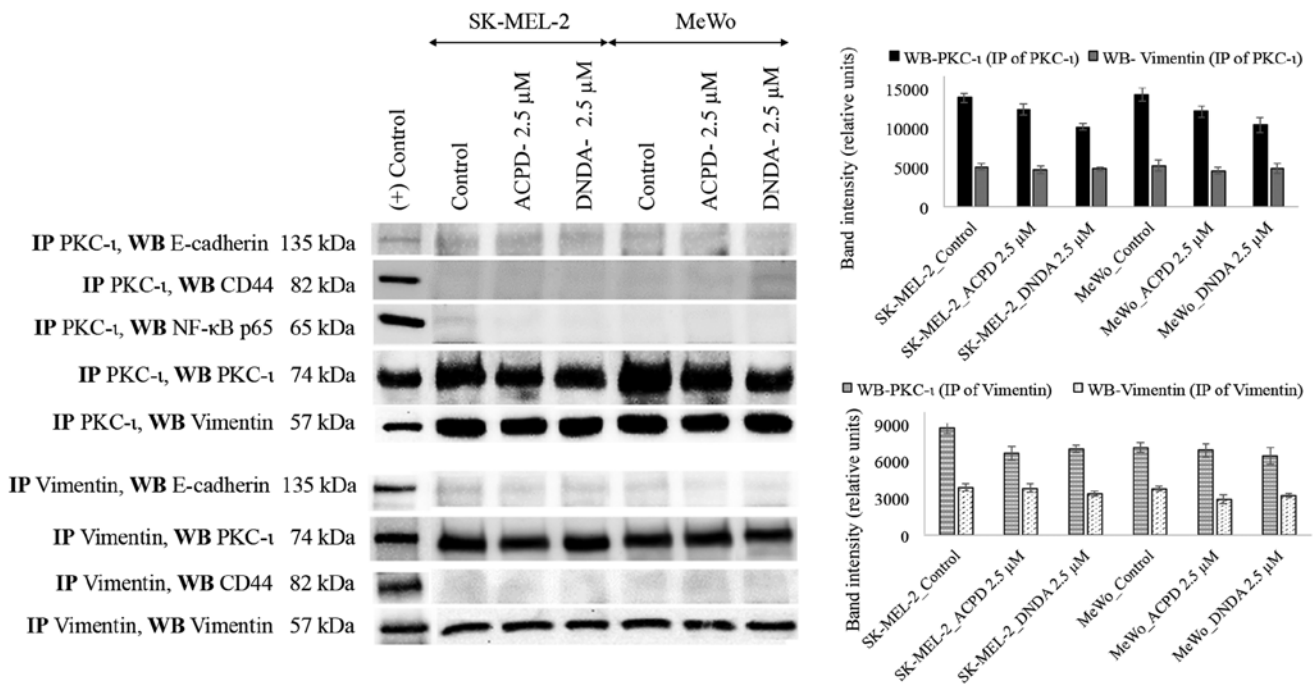 SK-MEL-2 MeWo
(+) Control
Control
ACPD- 2.5 µM
DNDA- 2.5 µM
Control
ACPD- 2.5 µM
DNDA- 2.5 µM
IP PKC-ι, WB E-cadherin 135 kDa
IP PKC-ι, WB CD44 82 kDa
IP PKC-ι, WB NF-κB p65 65 kDa
IP PKC-ι, WB PKC-ι 74 kDa
IP PKC-ι, WB Vimentin 57 kDa
IP Vimentin, WB E-cadherin 135 kDa
IP Vimentin, WB PKC-ι 74 kDa
IP Vimentin, WB CD44 82 kDa
IP Vimentin, WB Vimentin 57 kDa
WB-PKC-ι (IP of PKC-ι) WB- Vimentin (IP of PKC-ι)
Band intensity (relative units)
15000
10000
5000
0
SK-MEL-2_Control
SK-MEL-2_ACPD 2.5 µM
SK-MEL-2_DNDA 2.5 µM
MeWo_Control
MeWo_ACPD 2.5 µM
MeWo_DNDA 2.5 µM
WB-PKC-ι (IP of Vimentin) WB-Vimentin (IP of Vimentin)
Band intensity (relative units)
9000
6000
3000
0
SK-MEL-2_Control
SK-MEL-2_ACPD 2.5 µM
SK-MEL-2_DNDA 2.5 µM
MeWo_Control
MeWo_ACPD 2.5 µM
MeWo_DNDA 2.5 µM